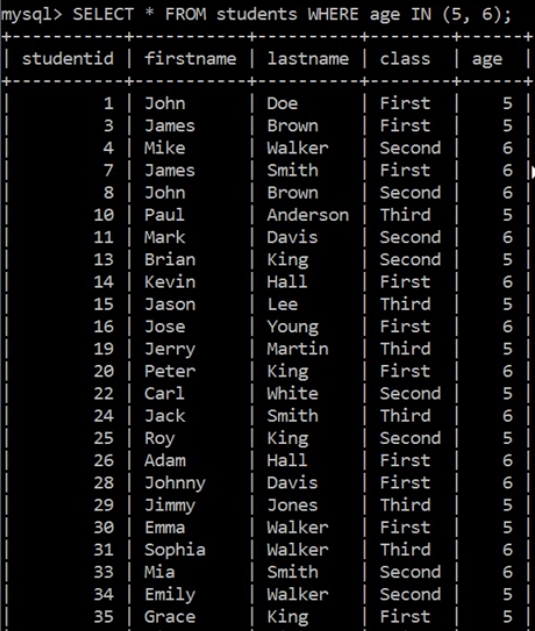 mysql> SELECT * FROM students WHERE age IN (5, 6);
+-----------+-----------+----------+--------+------+
| studentid | firstname | lastname | class  | age  |
+-----------+-----------+----------+--------+------+
|         1 | John      | Doe      | First  |    5 |
|         3 | James     | Brown    | First  |    5 |
|         4 | Mike      | Walker   | Second |    6 |
|         7 | James     | Smith    | First  |    6 |
|         8 | John      | Brown    | Second |    6 |
|        10 | Paul      | Anderson | Third  |    5 |
|        11 | Mark      | Davis    | Second |    6 |
|        13 | Brian     | King     | Second |    5 |
|        14 | Kevin     | Hall     | First  |    6 |
|        15 | Jason     | Lee      | Third  |    5 |
|        16 | Jose      | Young    | First  |    6 |
|        19 | Jerry     | Martin   | Third  |    5 |
|        20 | Peter     | King     | First  |    6 |
|        22 | Carl      | White    | Second |    5 |
|        24 | Jack      | Smith    | Third  |    6 |
|        25 | Roy       | King     | Second |    5 |
|        26 | Adam      | Hall     | First  |    6 |
|        28 | Johnny    | Davis    | First  |    6 |
|        29 | Jimmy     | Jones    | Third  |    5 |
|        30 | Emma      | Walker   | First  |    5 |
|        31 | Sophia    | Walker   | Third  |    6 |
|        33 | Mia       | Smith    | Second |    6 |
|        34 | Emily     | Walker   | Second |    5 |
|        35 | Grace     | King     | First  |    5 |